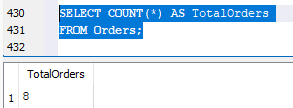 430 SELECT COUNT(*) AS TotalOrders
431 FROM Orders;
432
TotalOrders
1 8